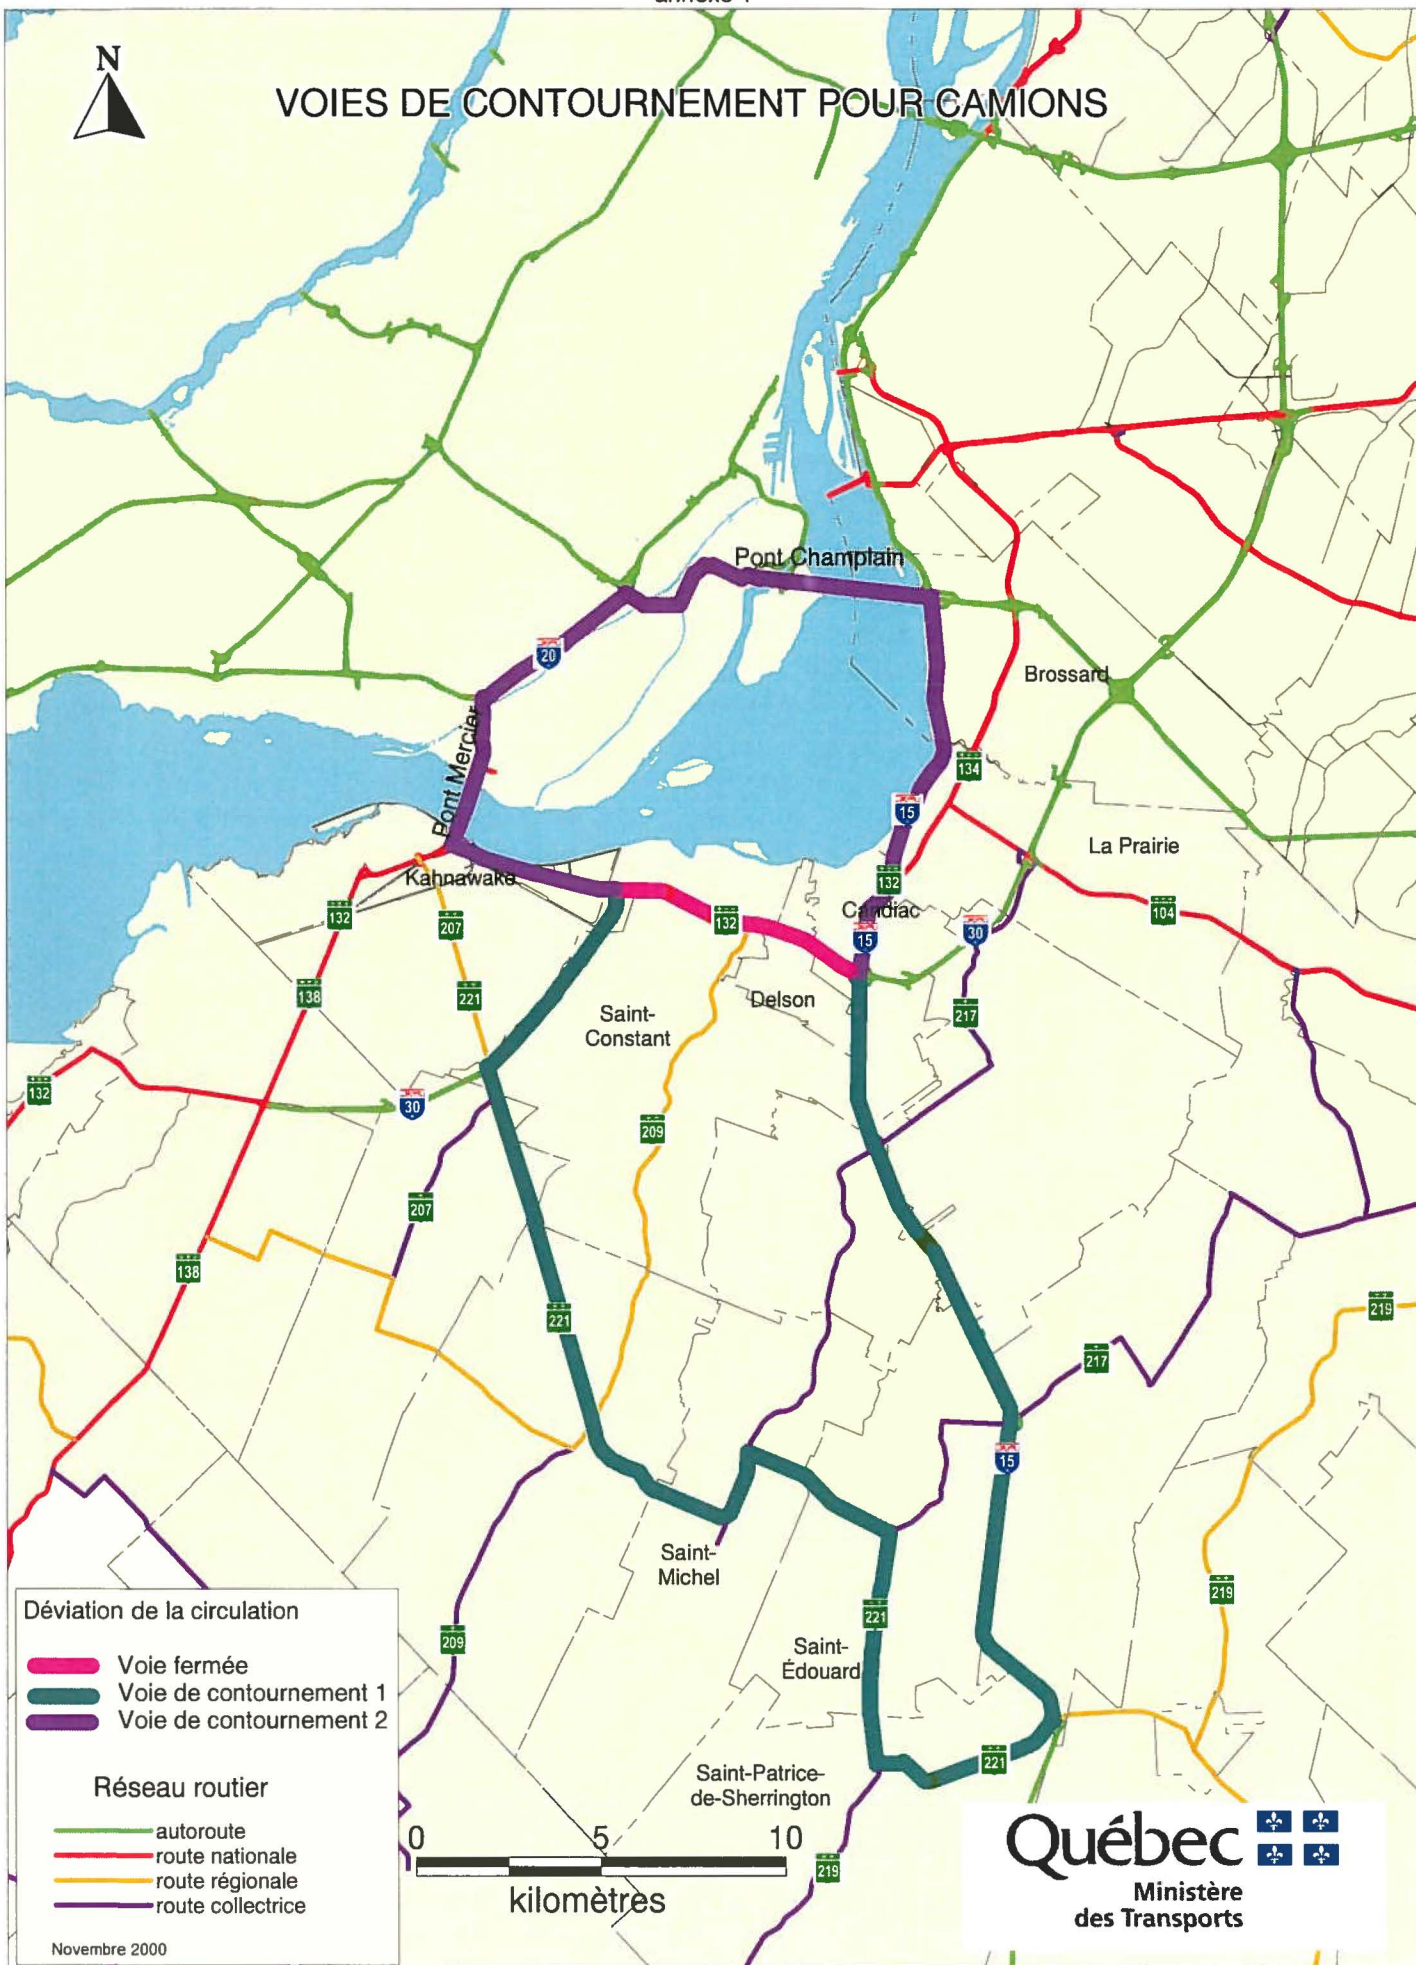 N
VOIES DE CONTOURNEMENT POUR CAMIONS
Pont Champlain
20
Brossard
Pont Mercier
134
15
La Prairie
132
Kahnawake
Candiac
104
132
207
132
15
30
138
221
Saint-
Constant
Delson
217
132
30
209
207
138
221
219
217
15
Saint-
Michel
219
221
209
Saint-
Édouard
221
Saint-Patrice-
de-Sherrington
219
Déviation de la circulation
Voie fermée
Voie de contournement 1
Voie de contournement 2
Réseau routier
autoroute
route nationale
route régionale
route collectrice
Novembre 2000
0 5 10
kilomètres
Québec
Ministère
des Transports